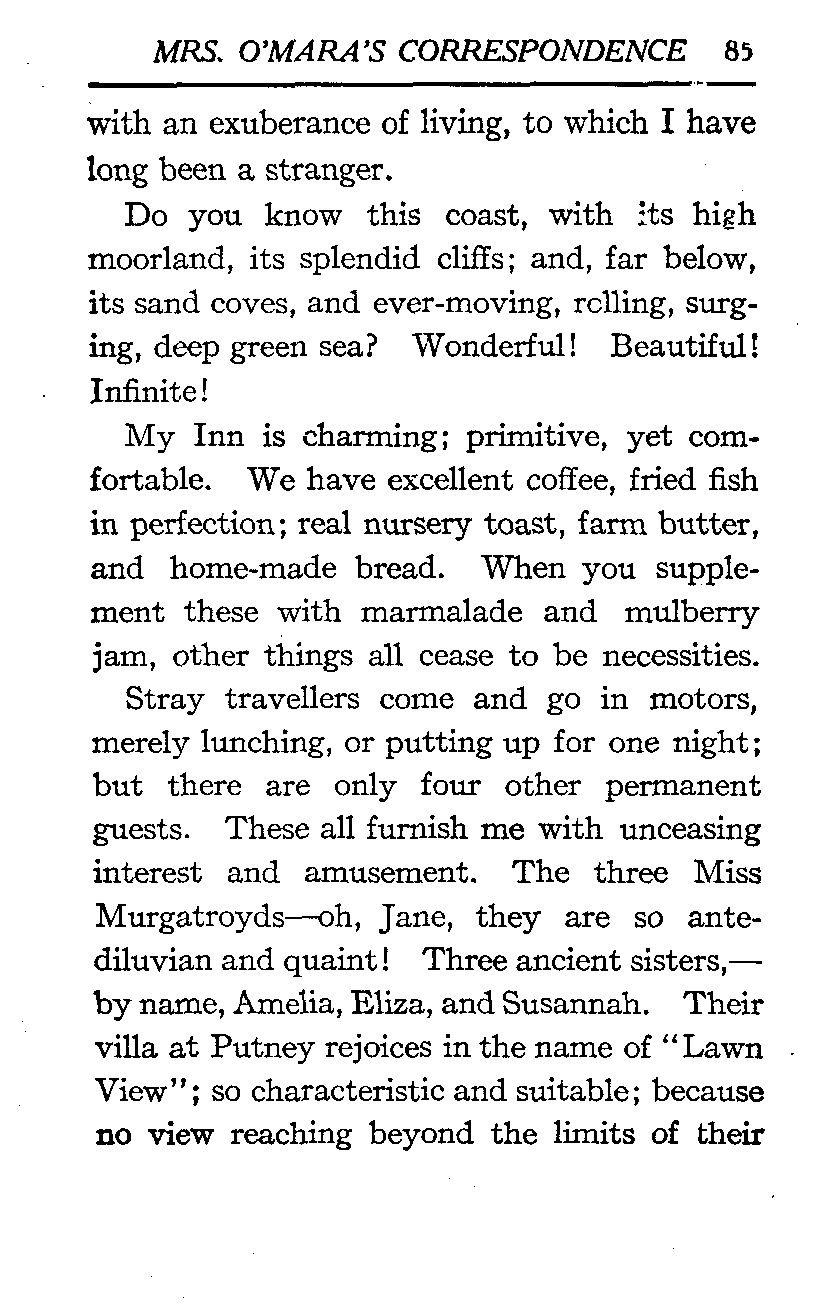 MRS. O'MARA'S CORRESPONDENCE 85
with an exuberance of living, to which I have
long been a stranger.
Do you know this coast, with its high
moorland, its splendid cliffs; and, far below,
its sand coves, and ever-moving, rolling, surg-
ing, deep green sea? Wonderful! Beautiful!
Infinite!
My Inn is charming; primitive, yet com-
fortable. We have excellent coffee, fried fish
in perfection; real nursery toast, farm butter,
and home-made bread. When you supple-
ment these with marmalade and mulberry
jam, other things all cease to be necessities.
Stray travellers come and go in motors,
merely lunching, or putting up for one night;
but there are only four other permanent
guests. These all furnish me with unceasing
interest and amusement. The three Miss
Murgatroyds—oh, Jane, they are so ante-
diluvian and quaint! Three ancient sisters,—
by name, Amelia, Eliza, and Susannah. Their
villa at Putney rejoices in the name of "Lawn
View"; so characteristic and suitable; because
no view reaching beyond the limits of their